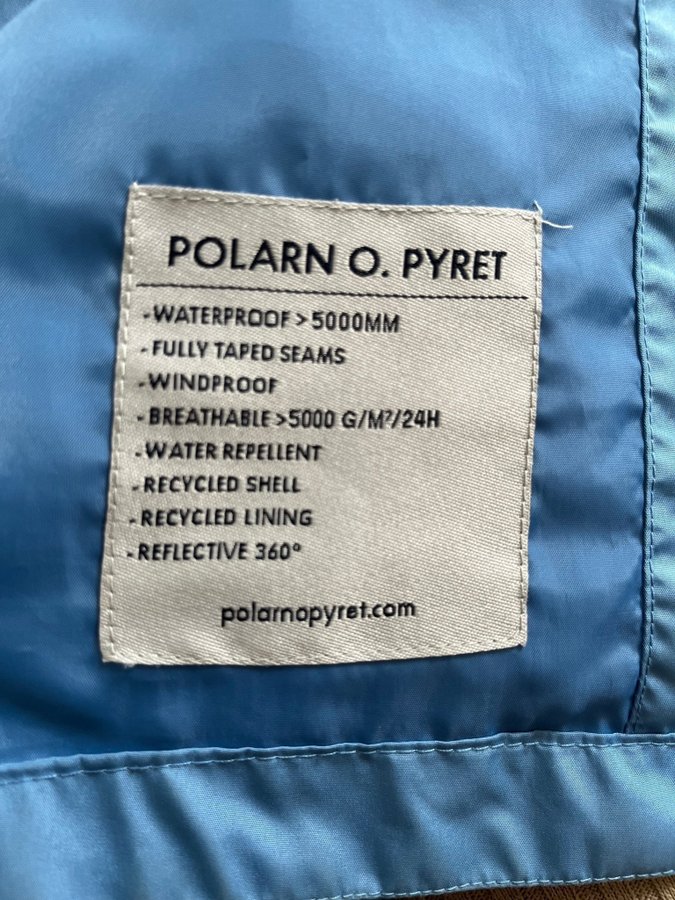 POLARN O. PYRET
-WATERPROOF > 5000MM
-FULLY TAPED SEAMS
-WINDPROOF
-BREATHABLE >5000 G/M²/24H
-WATER REPELLENT
-RECYCLED SHELL
-RECYCLED LINING
-REFLECTIVE 360°
polarnopyret.com